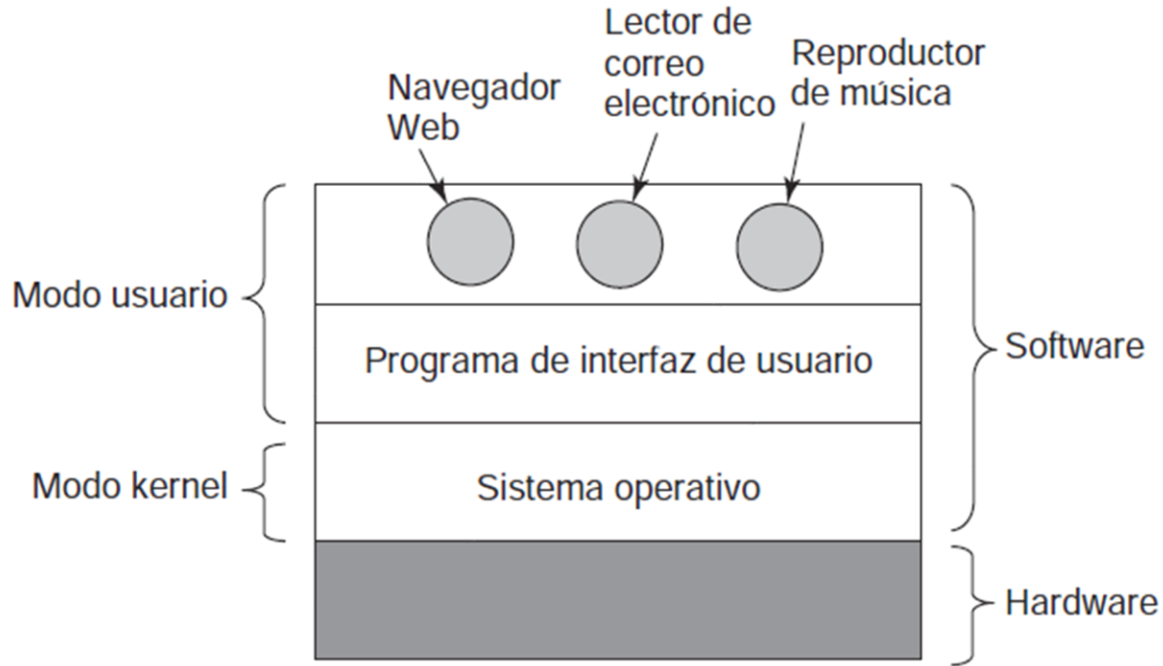 Navegador
Web
Lector de
correo
electrónico
Reproductor
de música
Modo usuario
Programa de interfaz de usuario
Software
Modo kernel
Sistema operativo
Hardware